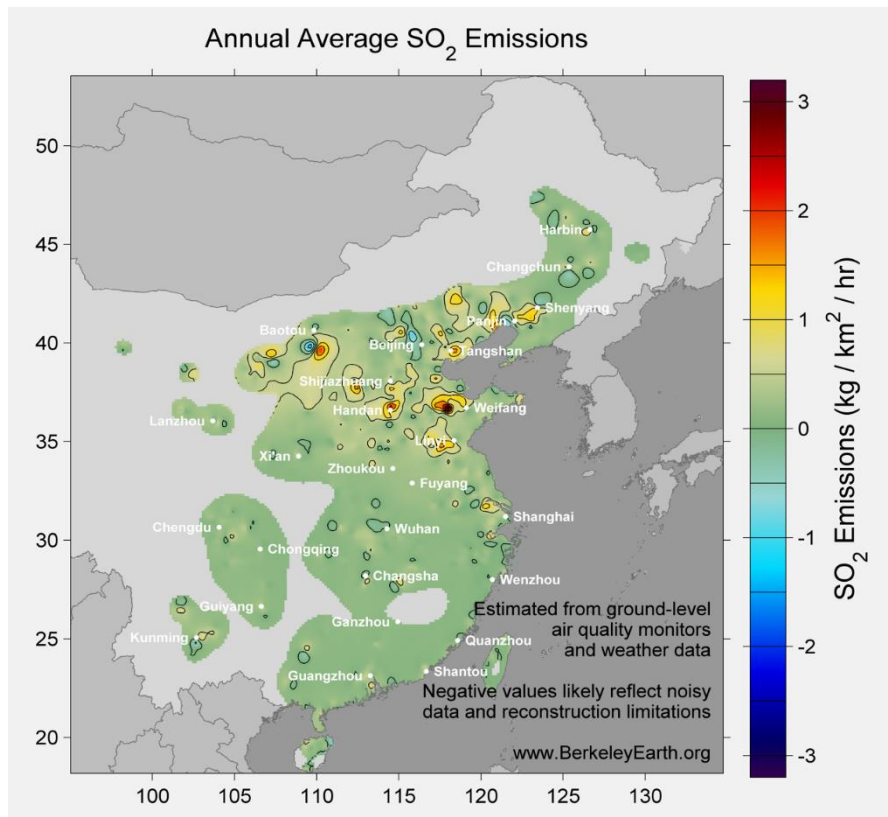 Annual Average SO₂ Emissions
50
45
40
35
30
25
20
100
105
110
115
120
125
130
Harbin
Changchun
Shenyang
Panjin
Baotou
Beijing
Tangshan
Shijiazhuang
Handan
Weifang
Lanzhou
Linyi
Xi'an
Zhoukou
Fuyang
Shanghai
Chengdu
Wuhan
Chongqing
Changsha
Wenzhou
Guiyang
Ganzhou
Kunming
Quanzhou
Guangzhou
Shantou
Estimated from ground-level
air quality monitors
and weather data
Negative values likely reflect noisy
data and reconstruction limitations
www.BerkeleyEarth.org
3
2
1
0
-1
-2
-3
SO₂ Emissions (kg / km² / hr)